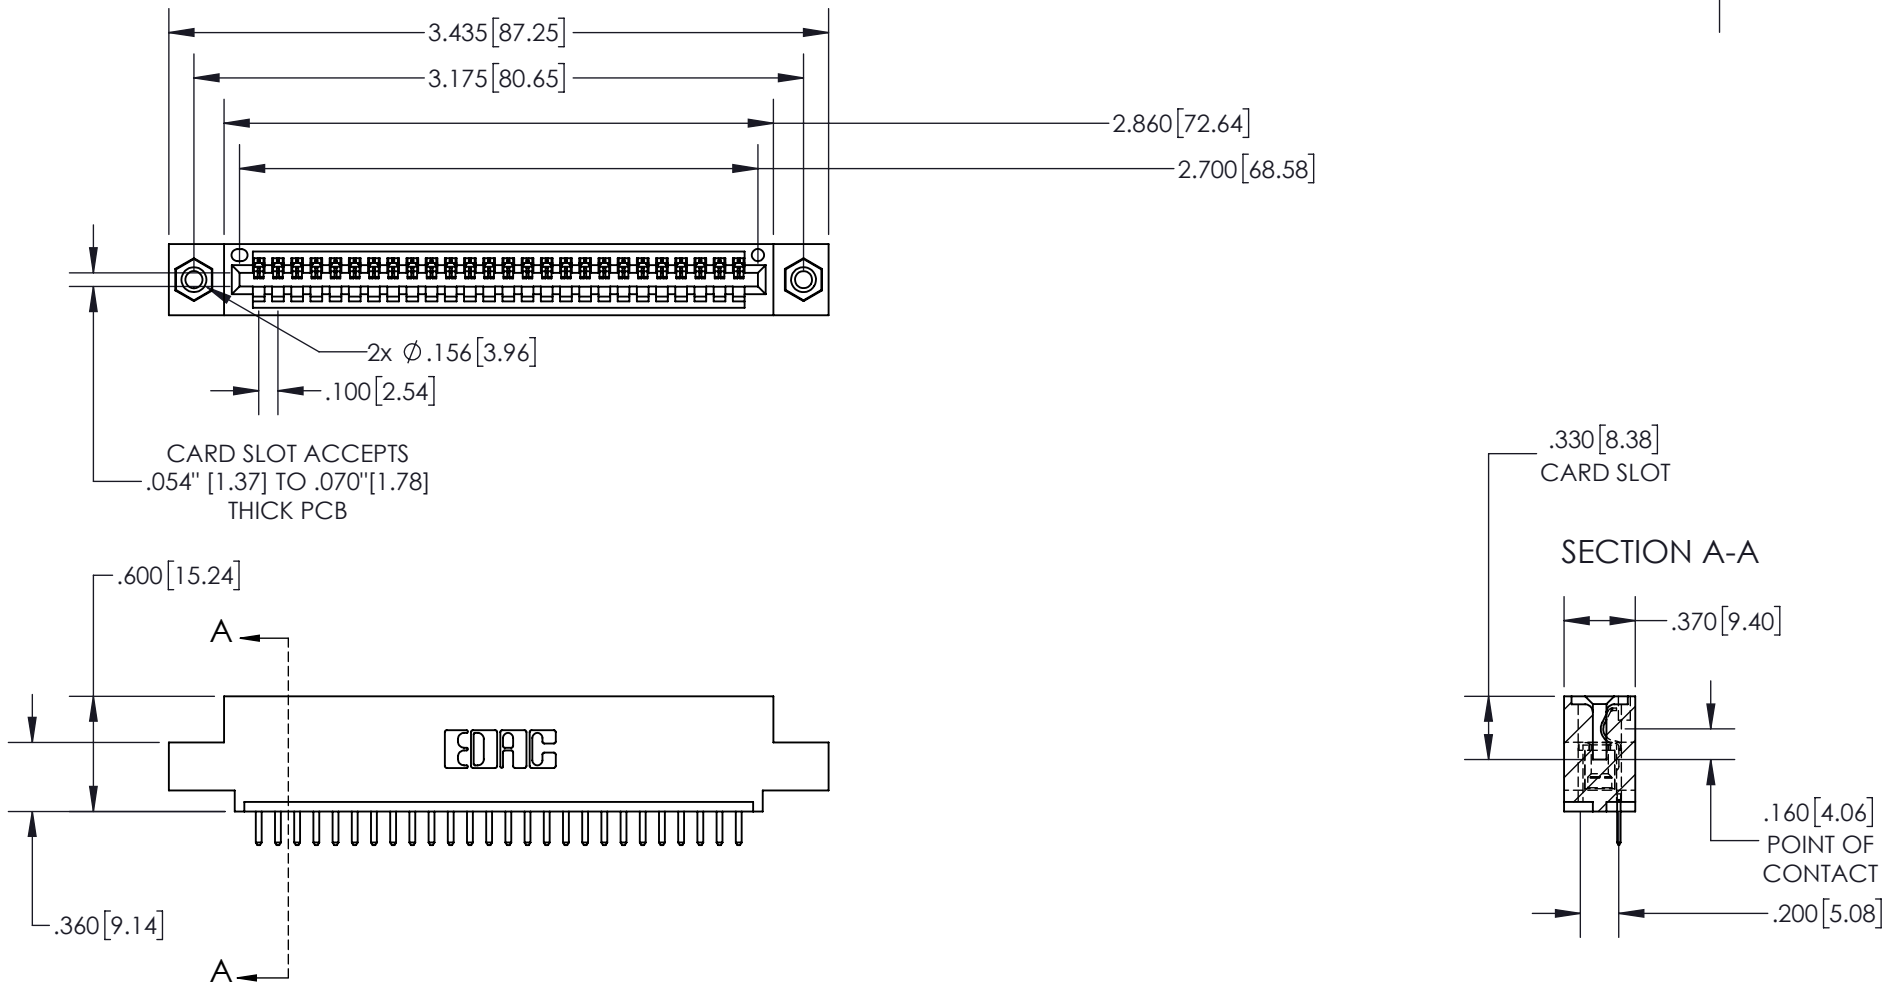 3.435[87.25]
3.175[80.65]
2.860[72.64]
2.700[68.58]
2x Ø.156[3.96]
.100[2.54]
CARD SLOT ACCEPTS
.054" [1.37] TO .070"[1.78]
THICK PCB
.330[8.38]
CARD SLOT
SECTION A-A
.600[15.24]
A
.370[9.40]
EDAC
.160[4.06]
POINT OF
CONTACT
.200[5.08]
.360[9.14]
A